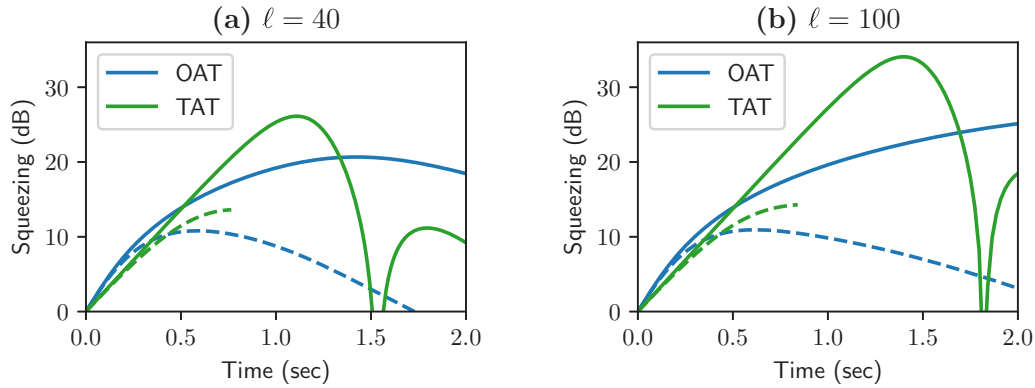 (a) ℓ = 40
Squeezing (dB)
30
20
10
0
OAT
TAT
0.0 0.5 1.0 1.5 2.0
Time (sec)
(b) ℓ = 100
Squeezing (dB)
30
20
10
0
OAT
TAT
0.0 0.5 1.0 1.5 2.0
Time (sec)